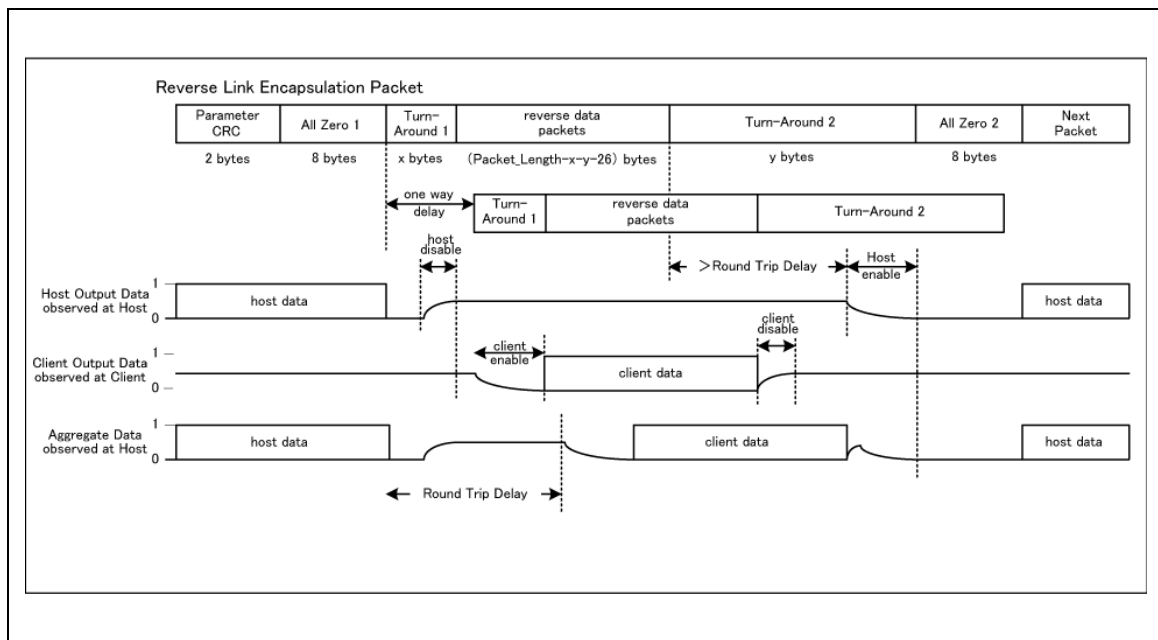 Reverse Link Encapsulation Packet
Parameter CRC
All Zero 1
Turn-Around 1
reverse data packets
Turn-Around 2
All Zero 2
Next Packet
2 bytes
8 bytes
x bytes
(Packet_Length-x-y-26) bytes
y bytes
8 bytes
one way delay
Turn-Around 1
reverse data packets
Turn-Around 2
host disable
>Round Trip Delay
Host enable
Host Output Data observed at Host
1
0
host data
host data
client disable
Client Output Data observed at Client
1
0
client enable
client data
Aggregate Data observed at Host
1
0
host data
client data
host data
Round Trip Delay